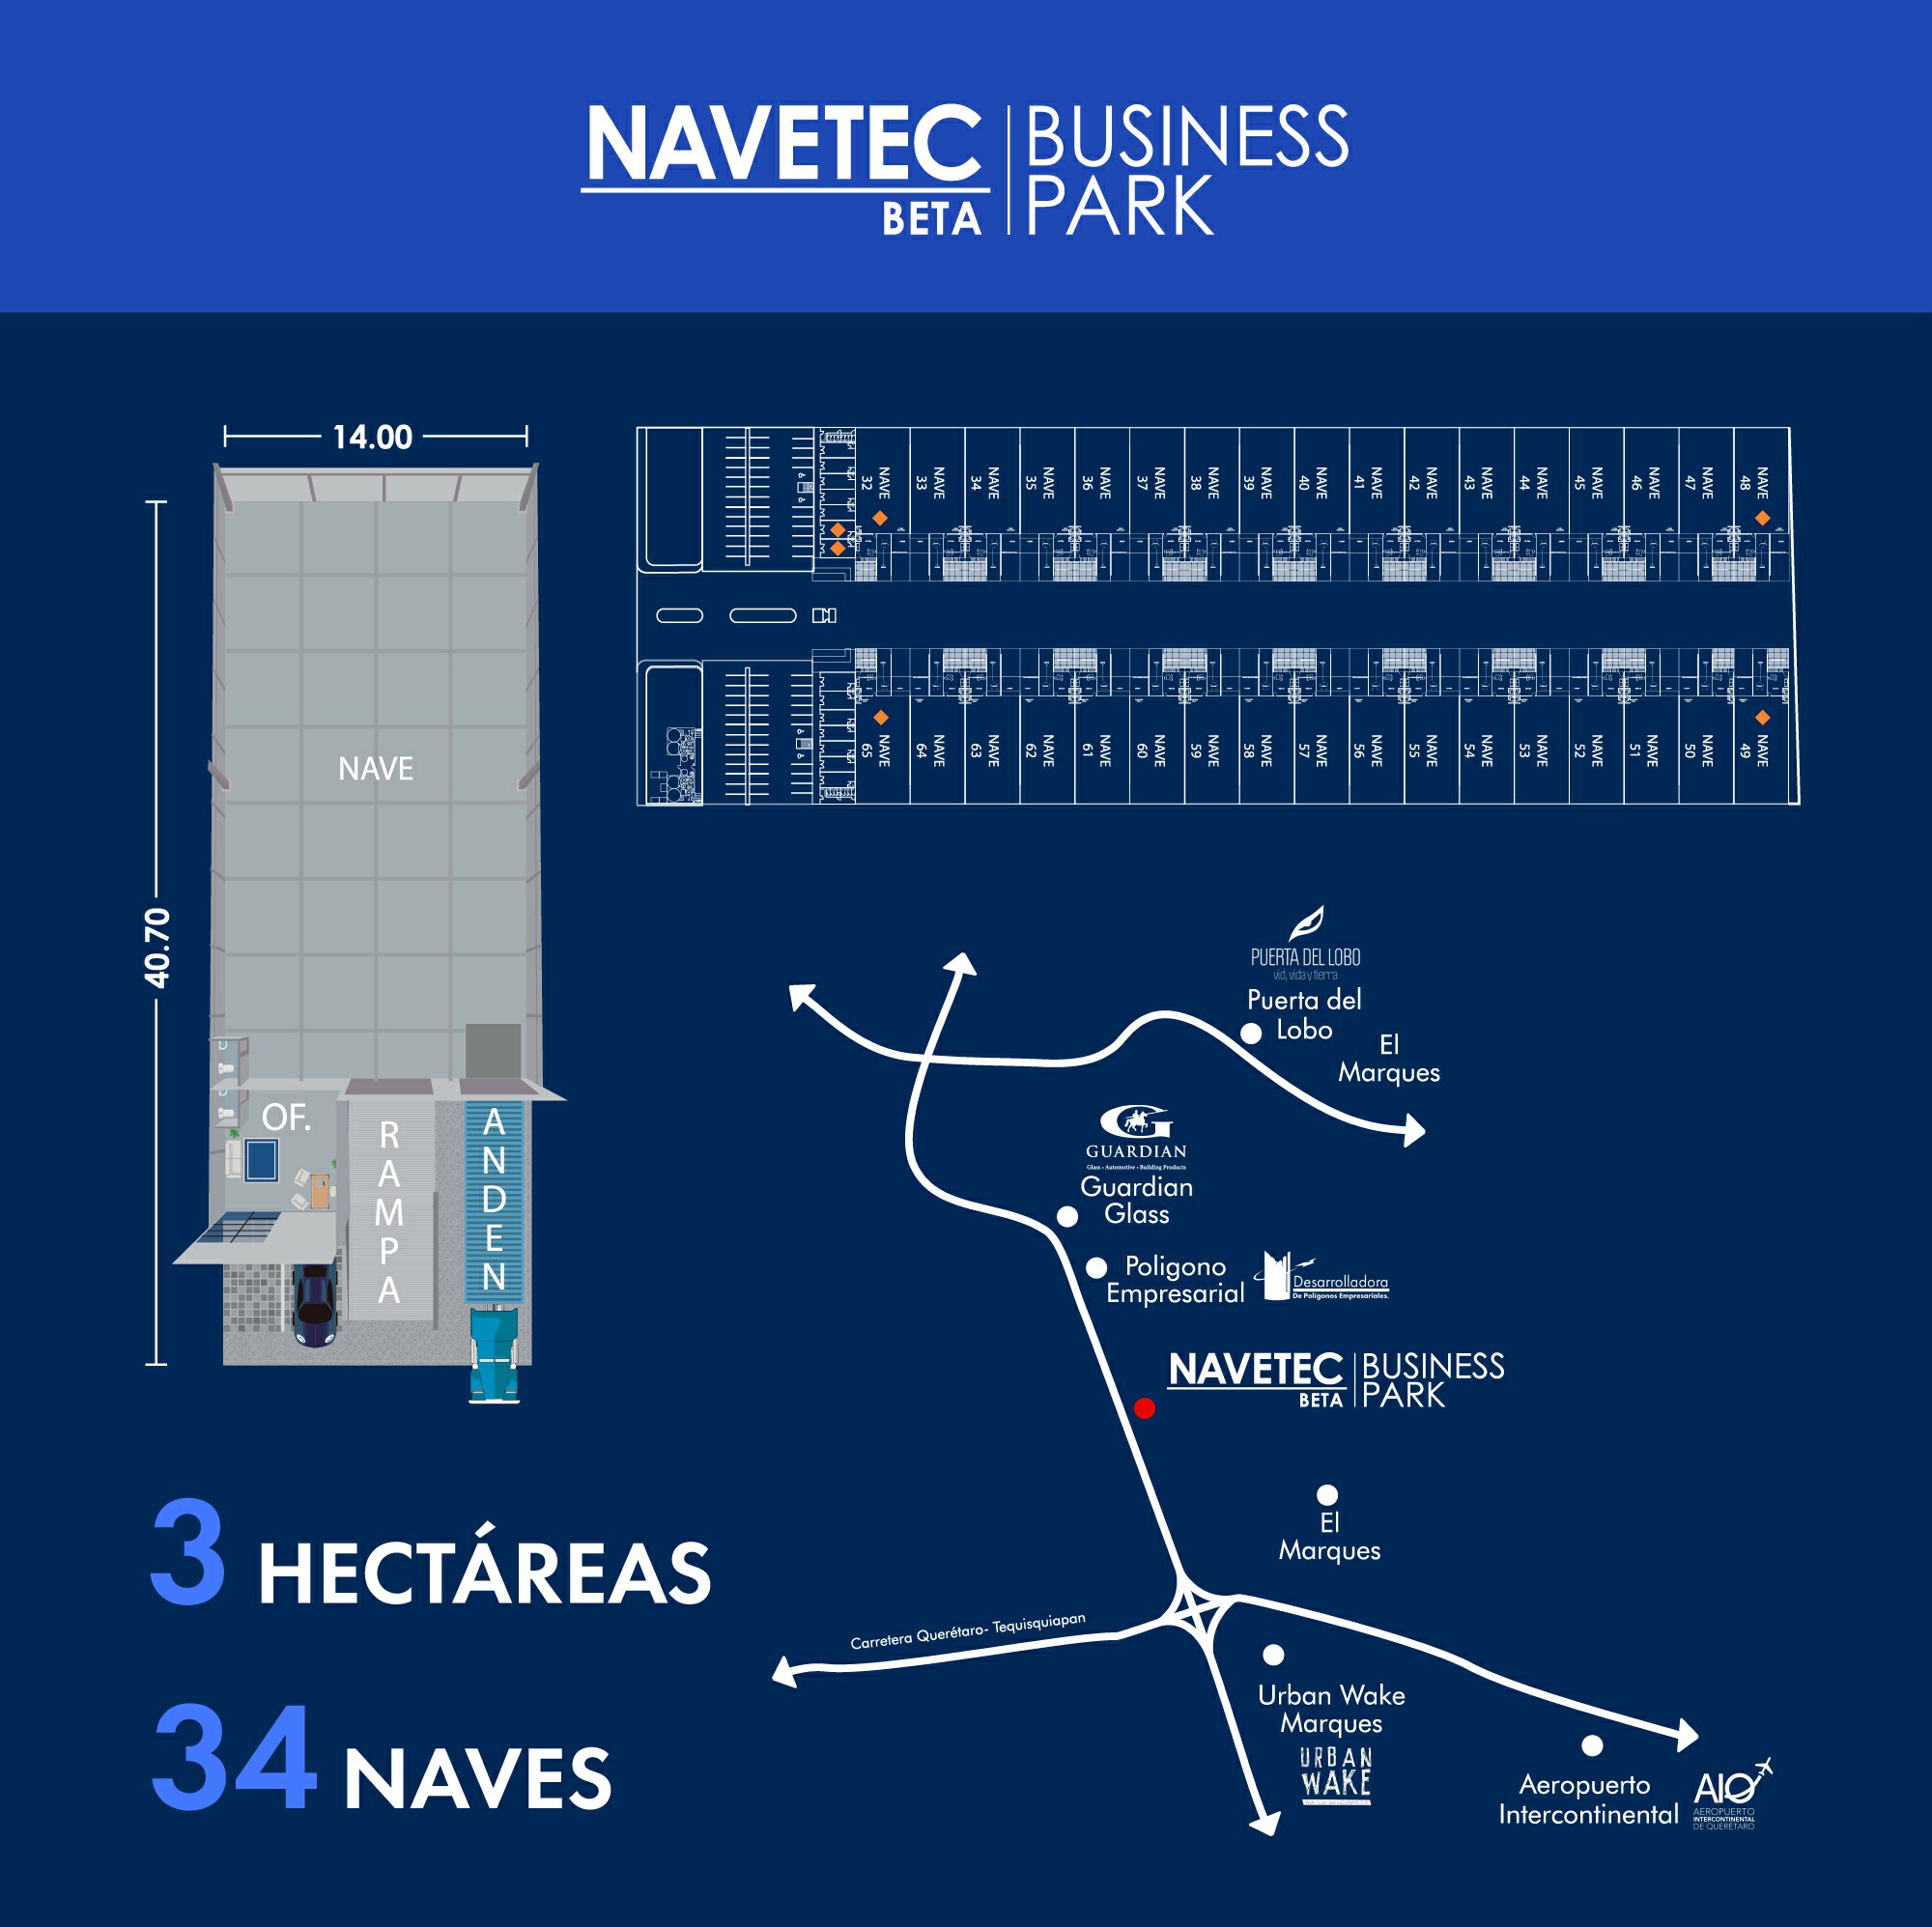 NAVETEC
BETA
BUSINESS
PARK
14.00
40.70
NAVE
OF.
RAMPA
ANDEN
NAVE 32
NAVE 33
NAVE 34
NAVE 35
NAVE 36
NAVE 37
NAVE 38
NAVE 39
NAVE 40
NAVE 41
NAVE 42
NAVE 43
NAVE 44
NAVE 45
NAVE 46
NAVE 47
NAVE 48
NAVE 65
NAVE 64
NAVE 63
NAVE 62
NAVE 61
NAVE 60
NAVE 59
NAVE 58
NAVE 57
NAVE 56
NAVE 55
NAVE 54
NAVE 53
NAVE 52
NAVE 51
NAVE 50
NAVE 49
PUERTA DEL LOBO
vid, vida y tierra
Puerta del
Lobo
El
Marques
GUARDIAN
Glass • Automotive • Building Products
Guardian
Glass
Poligono
Empresarial
Desarrolladora
De Polígonos Empresariales.
NAVETEC
BETA
BUSINESS
PARK
El
Marques
Carretera Querétaro- Tequisquiapan
Urban Wake
Marques
URBAN
WAKE
Aeropuerto
Intercontinental
AIQ
AEROPUERTO
INTERCONTINENTAL
DE QUERÉTARO
3 HECTÁREAS
34 NAVES